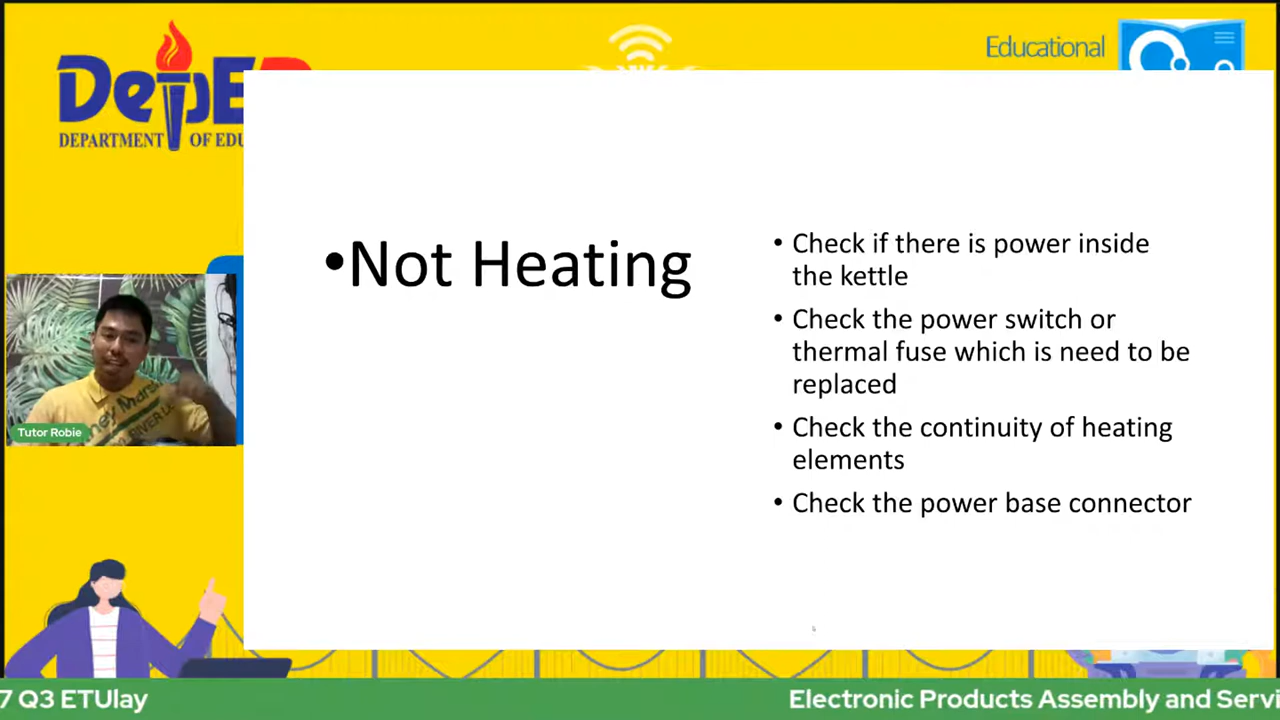 DepE
DEPARTMENT OF EDU
Educational
•Not Heating
• Check if there is power inside
the kettle
• Check the power switch or
thermal fuse which is need to be
replaced
• Check the continuity of heating
elements
• Check the power base connector
Tutor Robie
7 Q3 ETUlay
Electronic Products Assembly and Servi